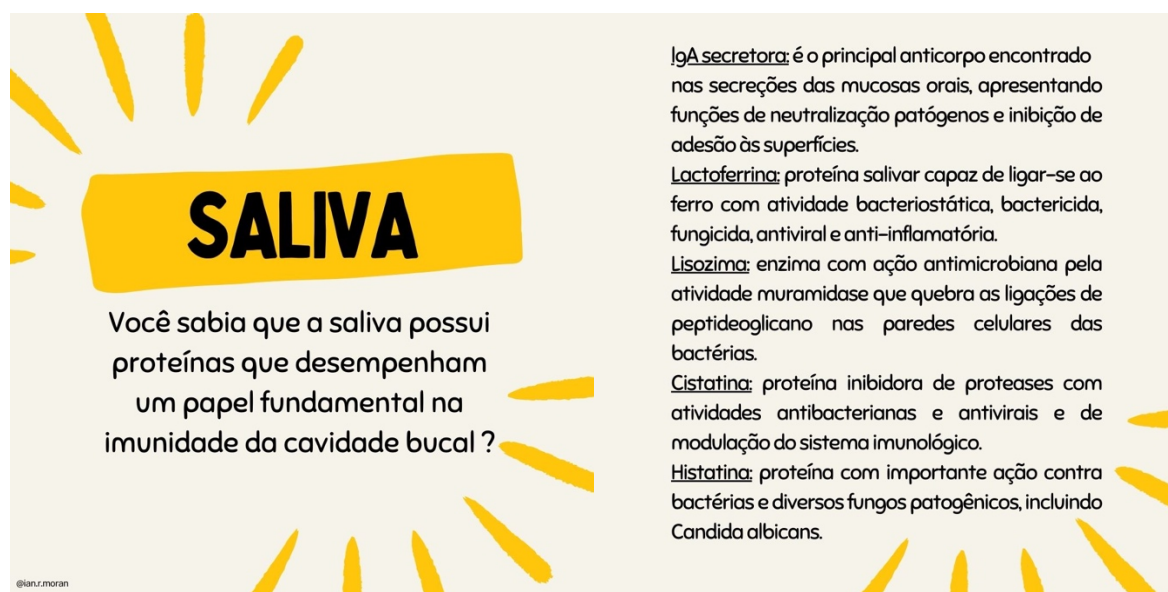 SALIVA
Você sabia que a saliva possui
proteínas que desempenham
um papel fundamental na
imunidade da cavidade bucal ?
@ian.r.moran
IgA secretora: é o principal anticorpo encontrado
nas secreções das mucosas orais, apresentando
funções de neutralização patógenos e inibição de
adesão às superfícies.
Lactoferrina: proteína salivar capaz de ligar-se ao
ferro com atividade bacteriostática, bactericida,
fungicida, antiviral e anti-inflamatória.
Lisozima: enzima com ação antimicrobiana pela
atividade muramidase que quebra as ligações de
peptideoglicano nas paredes celulares das
bactérias.
Cistatina: proteína inibidora de proteases com
atividades antibacterianas e antivirais e de
modulação do sistema imunológico.
Histatina: proteína com importante ação contra
bactérias e diversos fungos patogênicos, incluindo
Candida albicans.